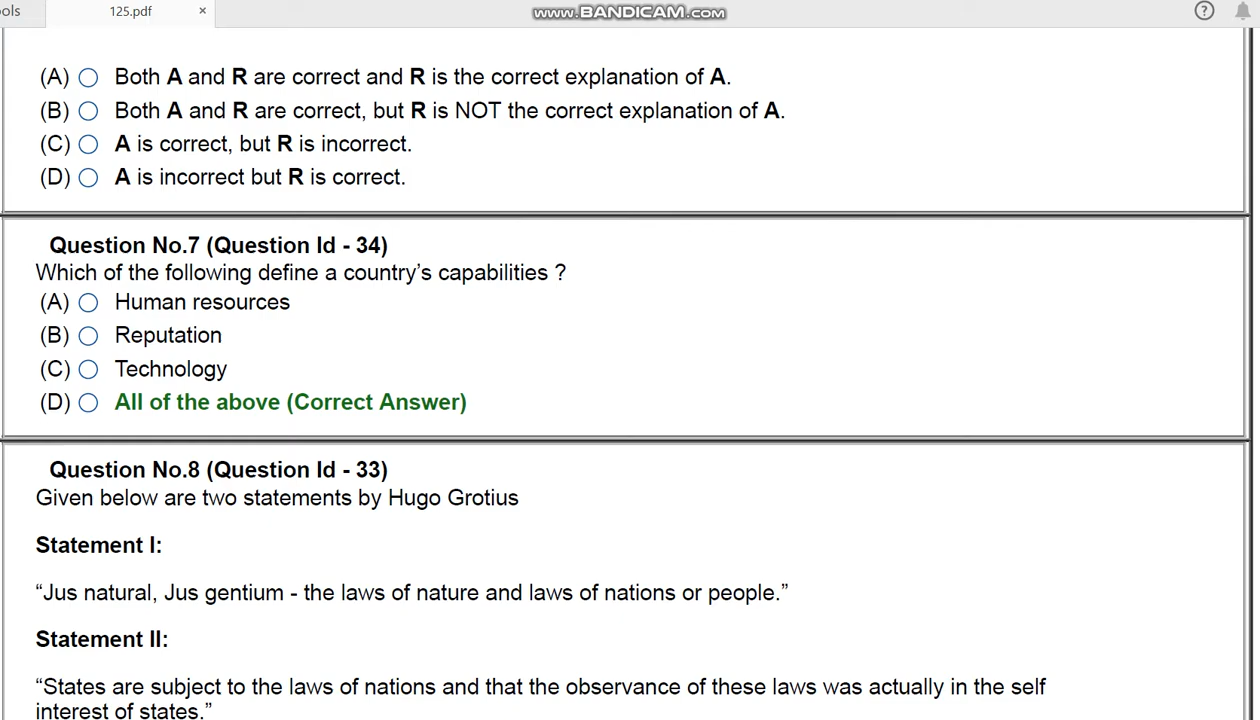 ools
125.pdf ×
www.BANDICAM.com
?
(A) Both A and R are correct and R is the correct explanation of A.
(B) Both A and R are correct, but R is NOT the correct explanation of A.
(C) A is correct, but R is incorrect.
(D) A is incorrect but R is correct.
Question No.7 (Question Id - 34)
Which of the following define a country’s capabilities ?
(A) Human resources
(B) Reputation
(C) Technology
(D) All of the above (Correct Answer)
Question No.8 (Question Id - 33)
Given below are two statements by Hugo Grotius
Statement I:
“Jus natural, Jus gentium - the laws of nature and laws of nations or people.”
Statement II:
“States are subject to the laws of nations and that the observance of these laws was actually in the self
interest of states.”